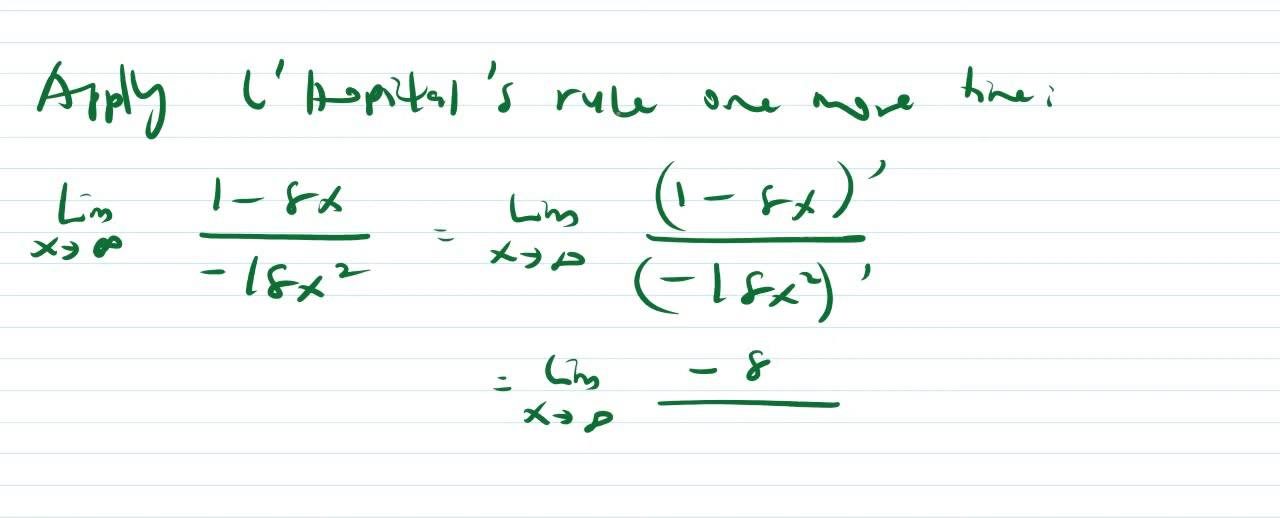 Apply L'Hopital's rule one more time:
Lim x→∞ (1 - 8x) / (-18x²) = Lim x→∞ (1 - 8x)' / (-18x²)'
= Lim x→∞ -8 /